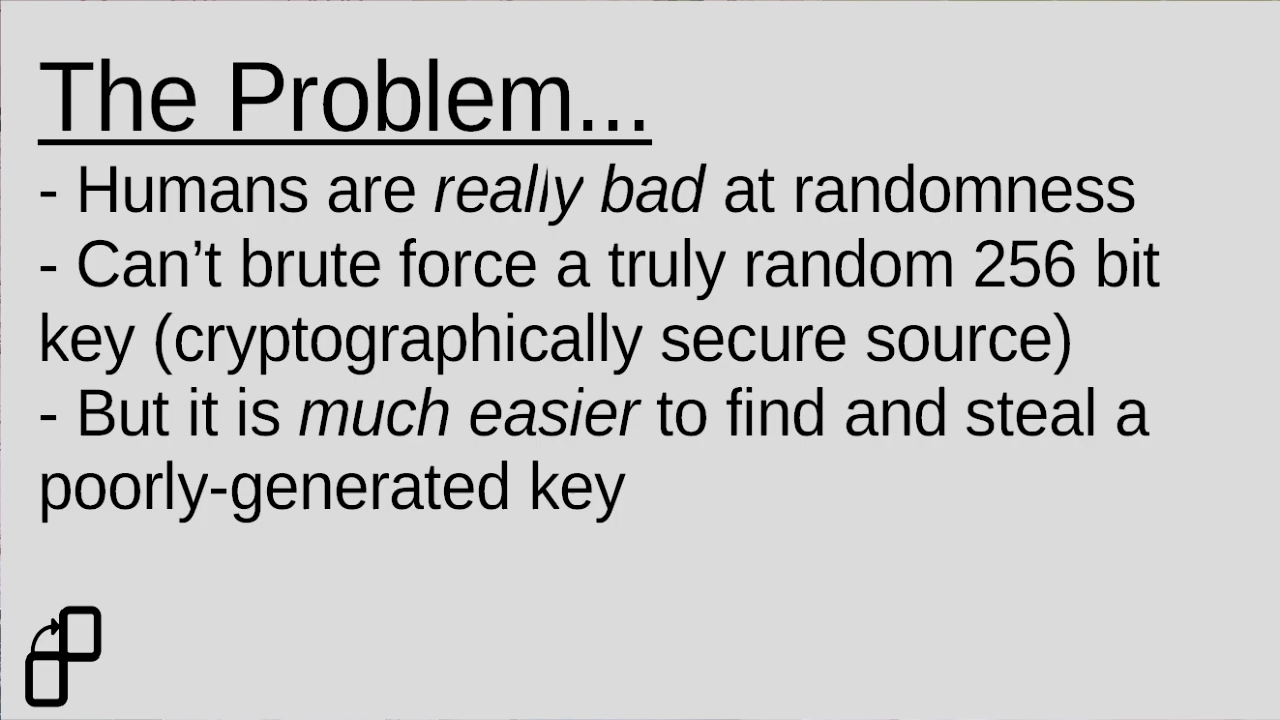 The Problem...
- Humans are really bad at randomness
- Can’t brute force a truly random 256 bit
key (cryptographically secure source)
- But it is much easier to find and steal a
poorly-generated key